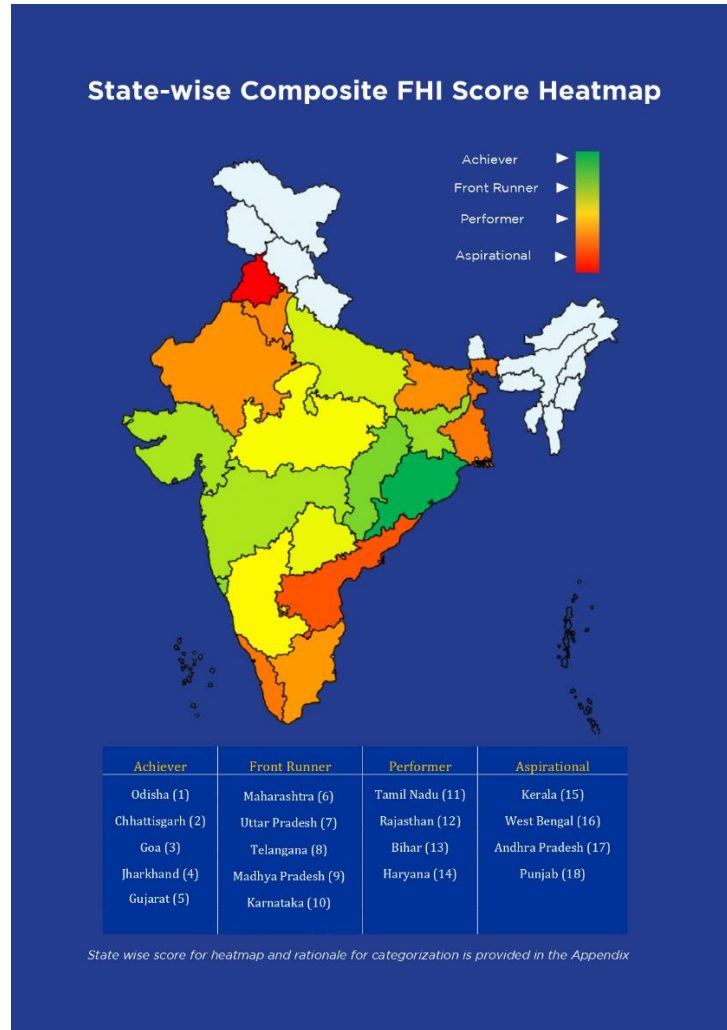 State-wise Composite FHI Score Heatmap
Achiever
Front Runner
Performer
Aspirational
Achiever
Odisha (1)
Chhattisgarh (2)
Goa (3)
Jharkhand (4)
Gujarat (5)
Front Runner
Maharashtra (6)
Uttar Pradesh (7)
Telangana (8)
Madhya Pradesh (9)
Karnataka (10)
Performer
Tamil Nadu (11)
Rajasthan (12)
Bihar (13)
Haryana (14)
Aspirational
Kerala (15)
West Bengal (16)
Andhra Pradesh (17)
Punjab (18)
State wise score for heatmap and rationale for categorization is provided in the Appendix